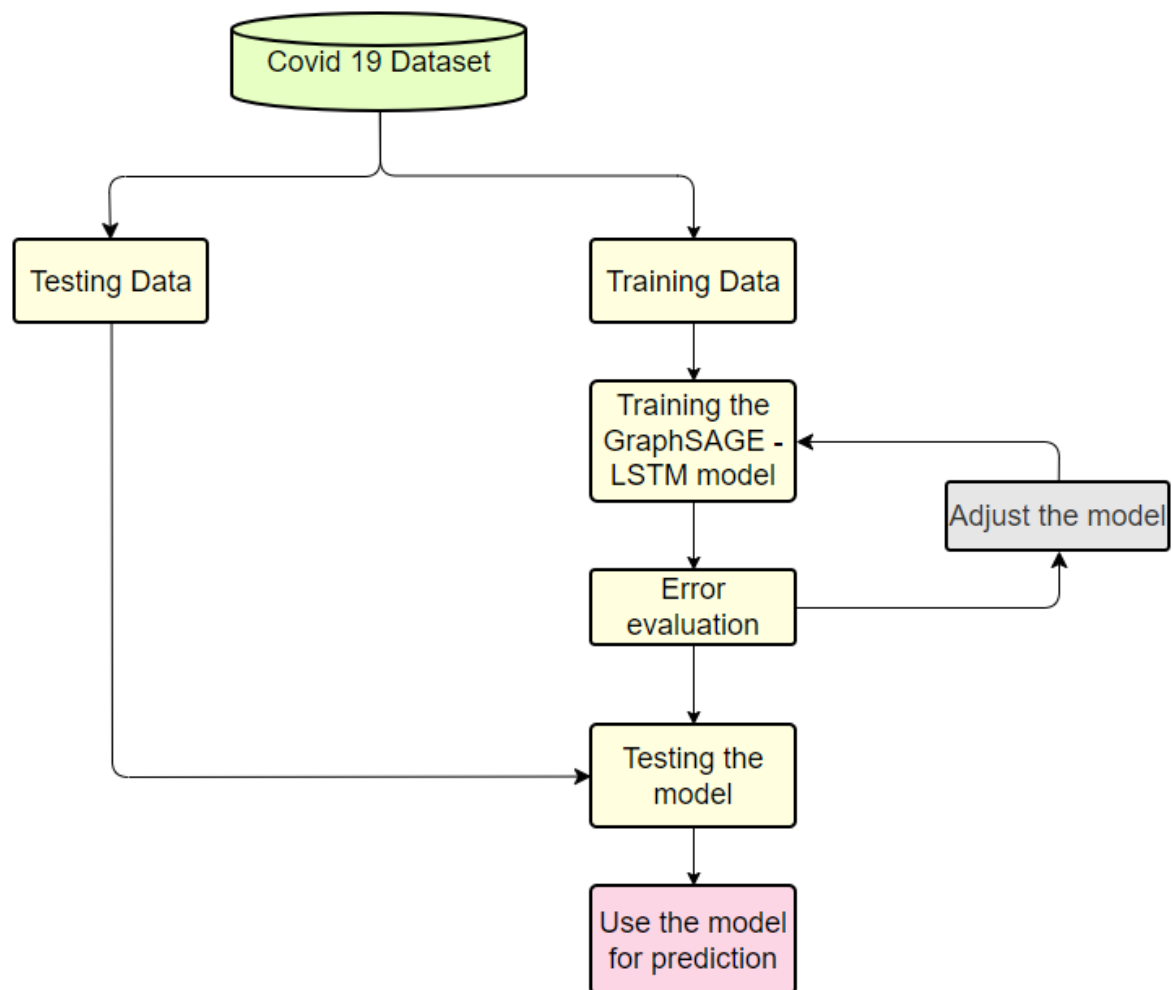 Covid 19 Dataset
Testing Data
Training Data
Training the
GraphSAGE -
LSTM model
Adjust the model
Error
evaluation
Testing the
model
Use the model
for prediction